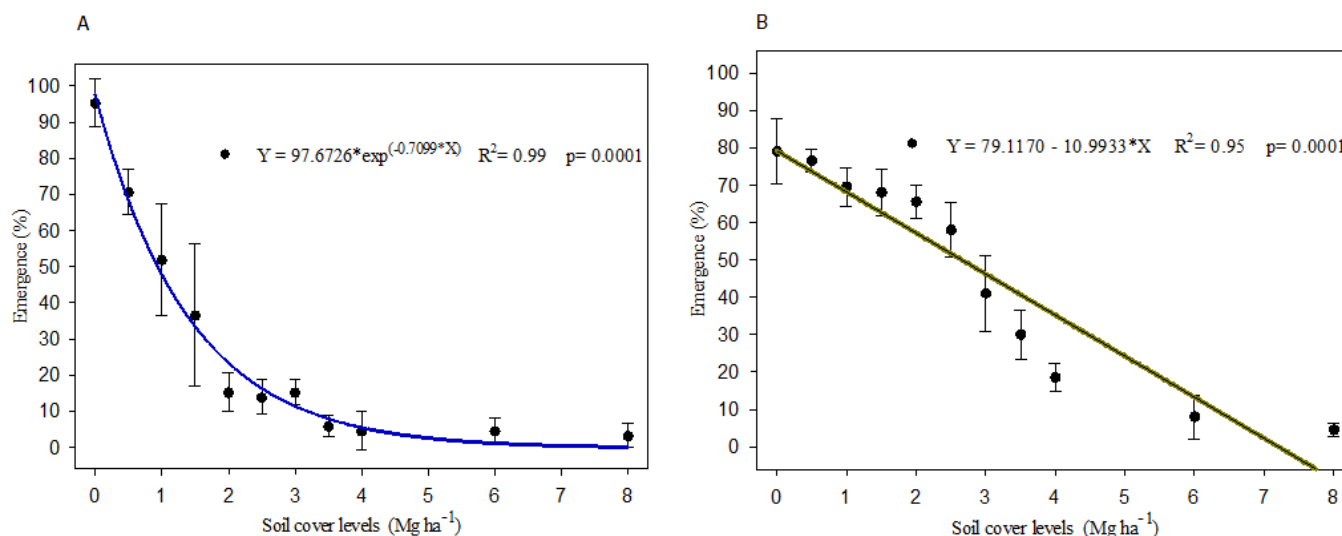 A
Y = 97.6726*exp(-0.7099*X) R2= 0.99 p= 0.0001
Emergence (%)
100
90
80
70
60
50
40
30
20
10
0
0 1 2 3 4 5 6 7 8
Soil cover levels (Mg ha-1)
B
Y = 79.1170 - 10.9933*X R2= 0.95 p= 0.0001
Emergence (%)
100
90
80
70
60
50
40
30
20
10
0
0 1 2 3 4 5 6 7 8
Soil cover levels (Mg ha-1)